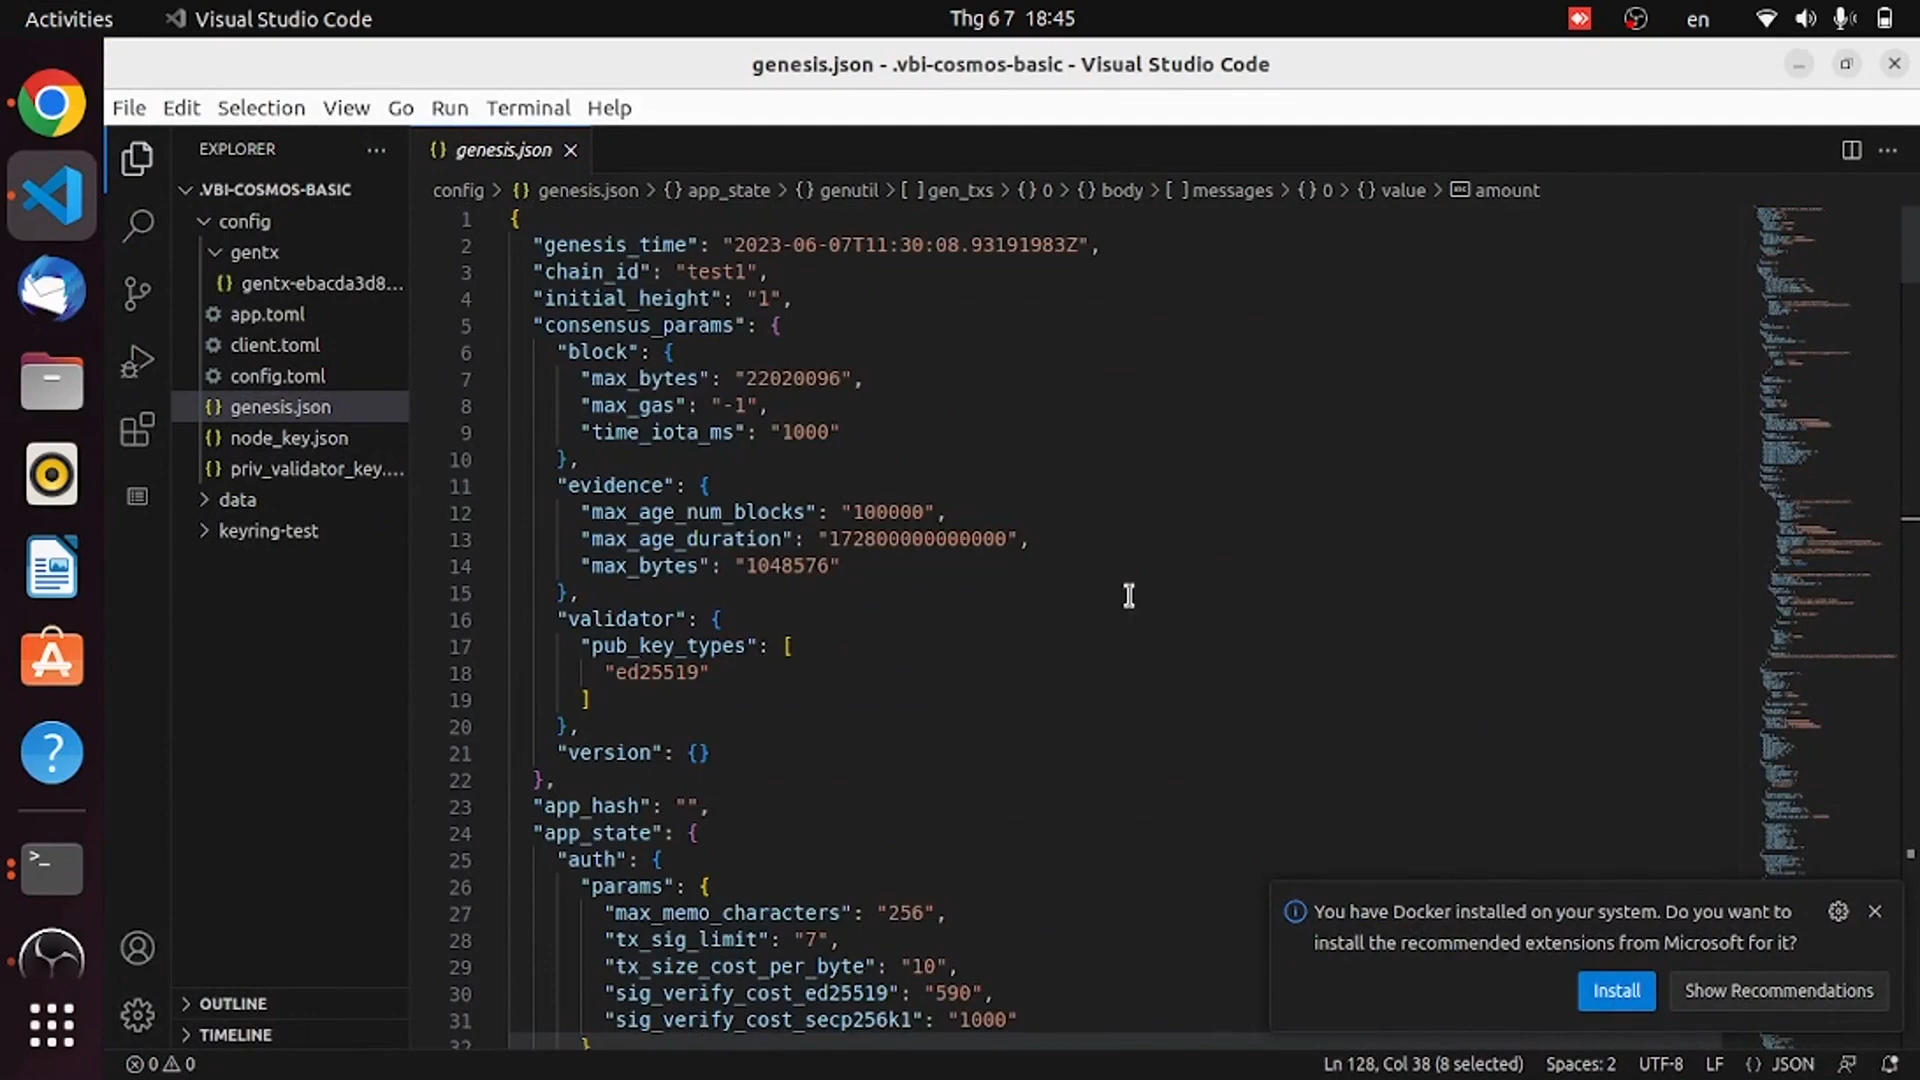 Activities
Visual Studio Code
Thg 6 7 18:45
en
genesis.json - .vbi-cosmos-basic - Visual Studio Code
File Edit Selection View Go Run Terminal Help
EXPLORER
.VBI-COSMOS-BASIC
config
gentx
gentx-ebacda3d8...
app.toml
client.toml
config.toml
genesis.json
node_key.json
priv_validator_key....
data
keyring-test
OUTLINE
TIMELINE
{} genesis.json
config > {} genesis.json > {} app_state > {} genutil > [ ] gen_txs > {} 0 > {} body > [ ] messages > {} 0 > {} value > abc amount
1 {
2 "genesis_time": "2023-06-07T11:30:08.93191983Z",
3 "chain_id": "test1",
4 "initial_height": "1",
5 "consensus_params": {
6 "block": {
7 "max_bytes": "22020096",
8 "max_gas": "-1",
9 "time_iota_ms": "1000"
10 },
11 "evidence": {
12 "max_age_num_blocks": "100000",
13 "max_age_duration": "172800000000000",
14 "max_bytes": "1048576"
15 },
16 "validator": {
17 "pub_key_types": [
18 "ed25519"
19 ]
20 },
21 "version": {}
22 },
23 "app_hash": "",
24 "app_state": {
25 "auth": {
26 "params": {
27 "max_memo_characters": "256",
28 "tx_sig_limit": "7",
29 "tx_size_cost_per_byte": "10",
30 "sig_verify_cost_ed25519": "590",
31 "sig_verify_cost_secp256k1": "1000"
32 }
You have Docker installed on your system. Do you want to
install the recommended extensions from Microsoft for it?
Install
Show Recommendations
0 0
Ln 128, Col 38 (8 selected)
Spaces: 2
UTF-8
LF
{} JSON